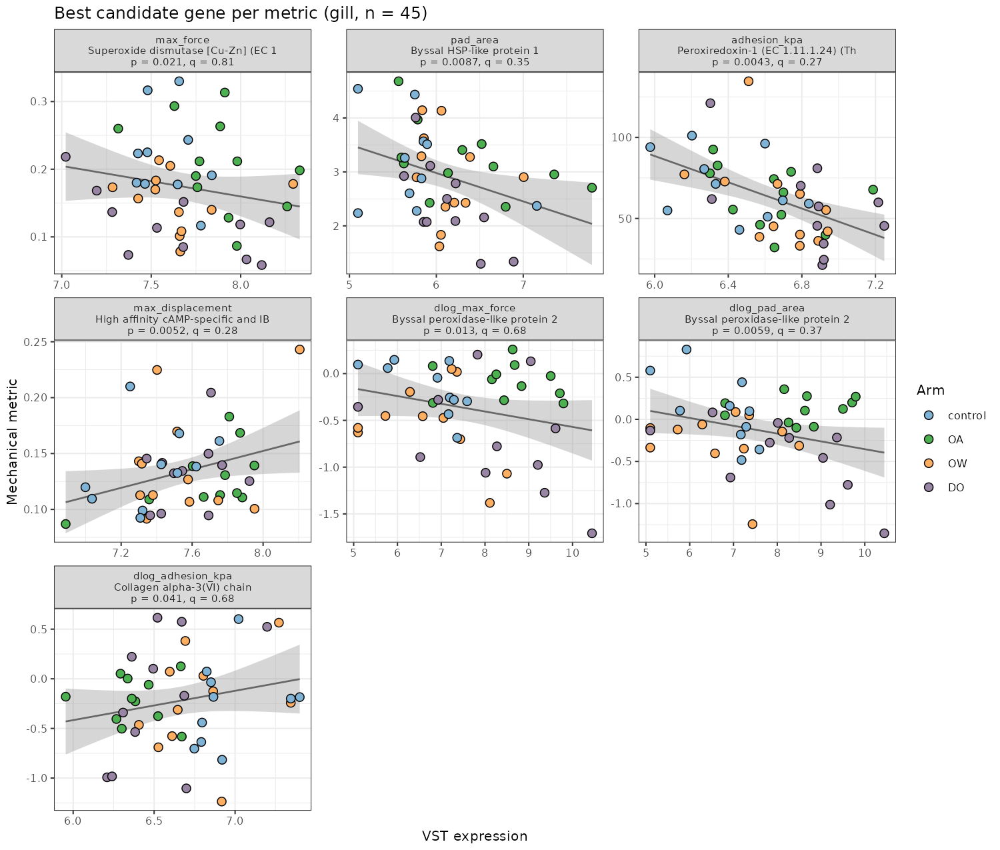 Best candidate gene per metric (gill, n = 45)
max_force
Superoxide dismutase [Cu-Zn] (EC 1
p = 0.021, q = 0.81
pad_area
Byssal HSP-like protein 1
p = 0.0087, q = 0.35
adhesion_kpa
Peroxiredoxin-1 (EC 1.11.1.24) (Th
p = 0.0043, q = 0.27
0.3
0.2
0.1
7.0 7.5 8.0
4
3
2
5 6 7
100
50
6.0 6.4 6.8 7.2
max_displacement
High affinity cAMP-specific and IB
p = 0.0052, q = 0.28
dlog_max_force
Byssal peroxidase-like protein 2
p = 0.013, q = 0.68
dlog_pad_area
Byssal peroxidase-like protein 2
p = 0.0059, q = 0.37
Mechanical metric
0.25
0.20
0.15
0.10
7.2 7.6 8.0
0.0
-0.5
-1.0
-1.5
5 6 7 8 9 10
0.5
0.0
-0.5
-1.0
5 6 7 8 9 10
Arm
control
OA
OW
DO
dlog_adhesion_kpa
Collagen alpha-3(VI) chain
p = 0.041, q = 0.68
0.5
0.0
-0.5
-1.0
6.0 6.5 7.0
VST expression